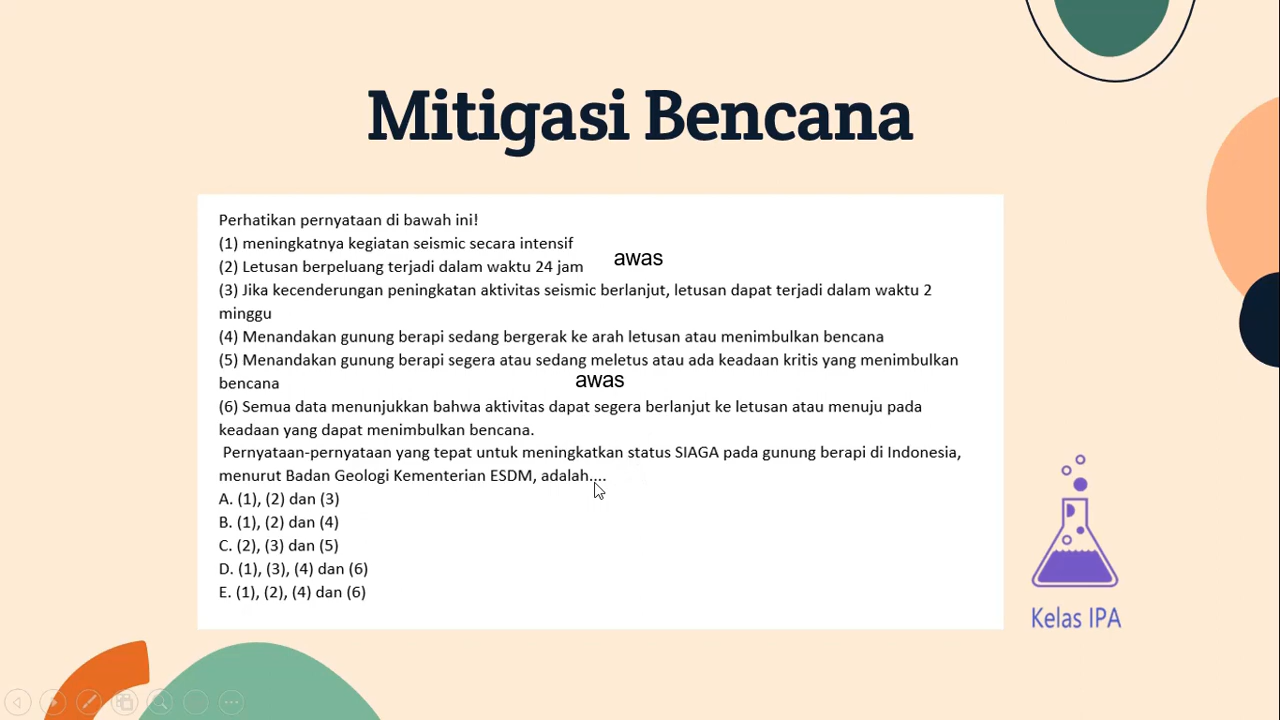 Mitigasi Bencana
Perhatikan pernyataan di bawah ini!
(1) meningkatnya kegiatan seismic secara intensif
awas
(2) Letusan berpeluang terjadi dalam waktu 24 jam
(3) Jika kecenderungan peningkatan aktivitas seismic berlanjut, letusan dapat terjadi dalam waktu 2
minggu
(4) Menandakan gunung berapi sedang bergerak ke arah letusan atau menimbulkan bencana
(5) Menandakan gunung berapi segera atau sedang meletus atau ada keadaan kritis yang menimbulkan
bencana
awas
(6) Semua data menunjukkan bahwa aktivitas dapat segera berlanjut ke letusan atau menuju pada
keadaan yang dapat menimbulkan bencana.
Pernyataan-pernyataan yang tepat untuk meningkatkan status SIAGA pada gunung berapi di Indonesia,
menurut Badan Geologi Kementerian ESDM, adalah....
A. (1), (2) dan (3)
B. (1), (2) dan (4)
C. (2), (3) dan (5)
D. (1), (3), (4) dan (6)
E. (1), (2), (4) dan (6)
Kelas IPA